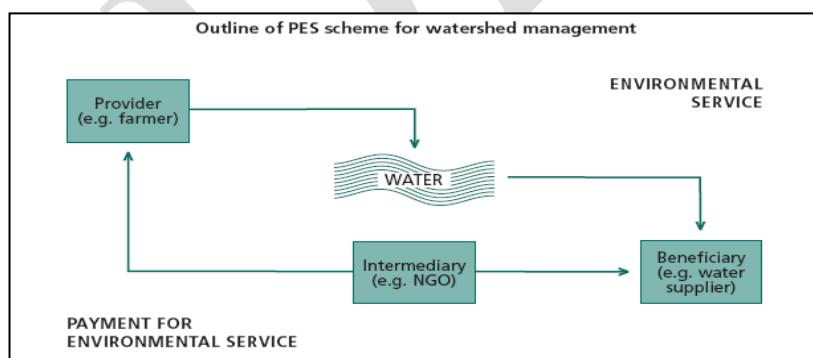 Outline of PES scheme for watershed management
ENVIRONMENTAL
SERVICE
Provider
(e.g. farmer)
WATER
Intermediary
(e.g. NGO)
Beneficiary
(e.g. water
supplier)
PAYMENT FOR
ENVIRONMENTAL SERVICE